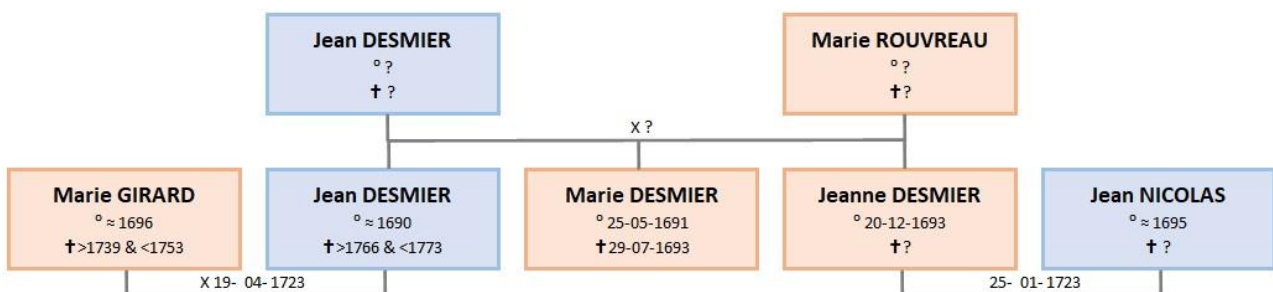 Jean DESMIER
° ?
✝ ?
Marie ROUVREAU
° ?
✝?
X ?
Marie GIRARD
° ≈ 1696
✝>1739 & <1753
Jean DESMIER
° ≈ 1690
✝>1766 & <1773
Marie DESMIER
° 25-05-1691
✝29-07-1693
Jeanne DESMIER
° 20-12-1693
✝?
Jean NICOLAS
° ≈ 1695
✝ ?
X 19- 04- 1723
25- 01-1723